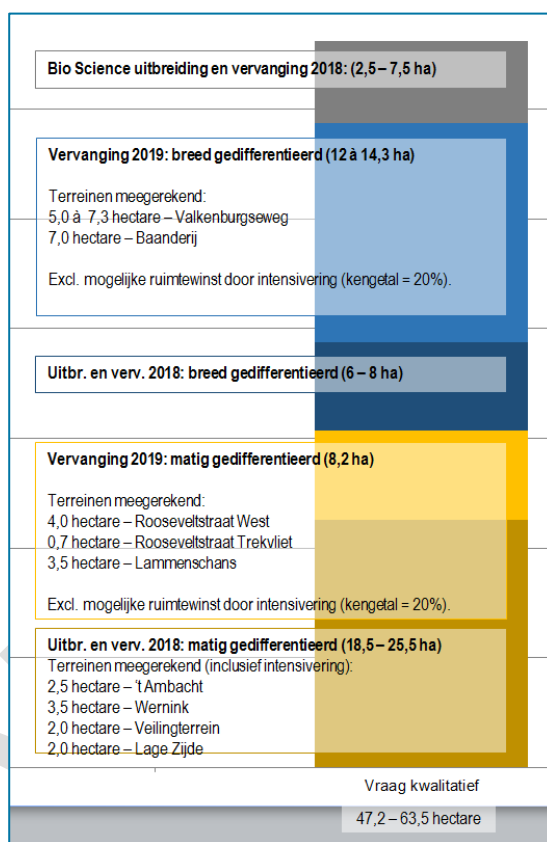 Bio Science uitbreiding en vervanging 2018: (2,5 – 7,5 ha)
Vervanging 2019: breed gedifferentieerd (12 à 14,3 ha)
Terreinen meegerekend:
5,0 à 7,3 hectare – Valkenburgseweg
7,0 hectare – Baanderij
Excl. mogelijke ruimtewinst door intensivering (kengetal = 20%).
Uitbr. en verv. 2018: breed gedifferentieerd (6 – 8 ha)
Vervanging 2019: matig gedifferentieerd (8,2 ha)
Terreinen meegerekend:
4,0 hectare – Rooseveltstraat West
0,7 hectare – Rooseveltstraat Trekvliet
3,5 hectare – Lammenschans
Excl. mogelijke ruimtewinst door intensivering (kengetal = 20%).
Uitbr. en verv. 2018: matig gedifferentieerd (18,5 – 25,5 ha)
Terreinen meegerekend (inclusief intensivering):
2,5 hectare – ‘t Ambacht
3,5 hectare – Wernink
2,0 hectare – Veilingterrein
2,0 hectare – Lage Zijde
Vraag kwalitatief
47,2 – 63,5 hectare